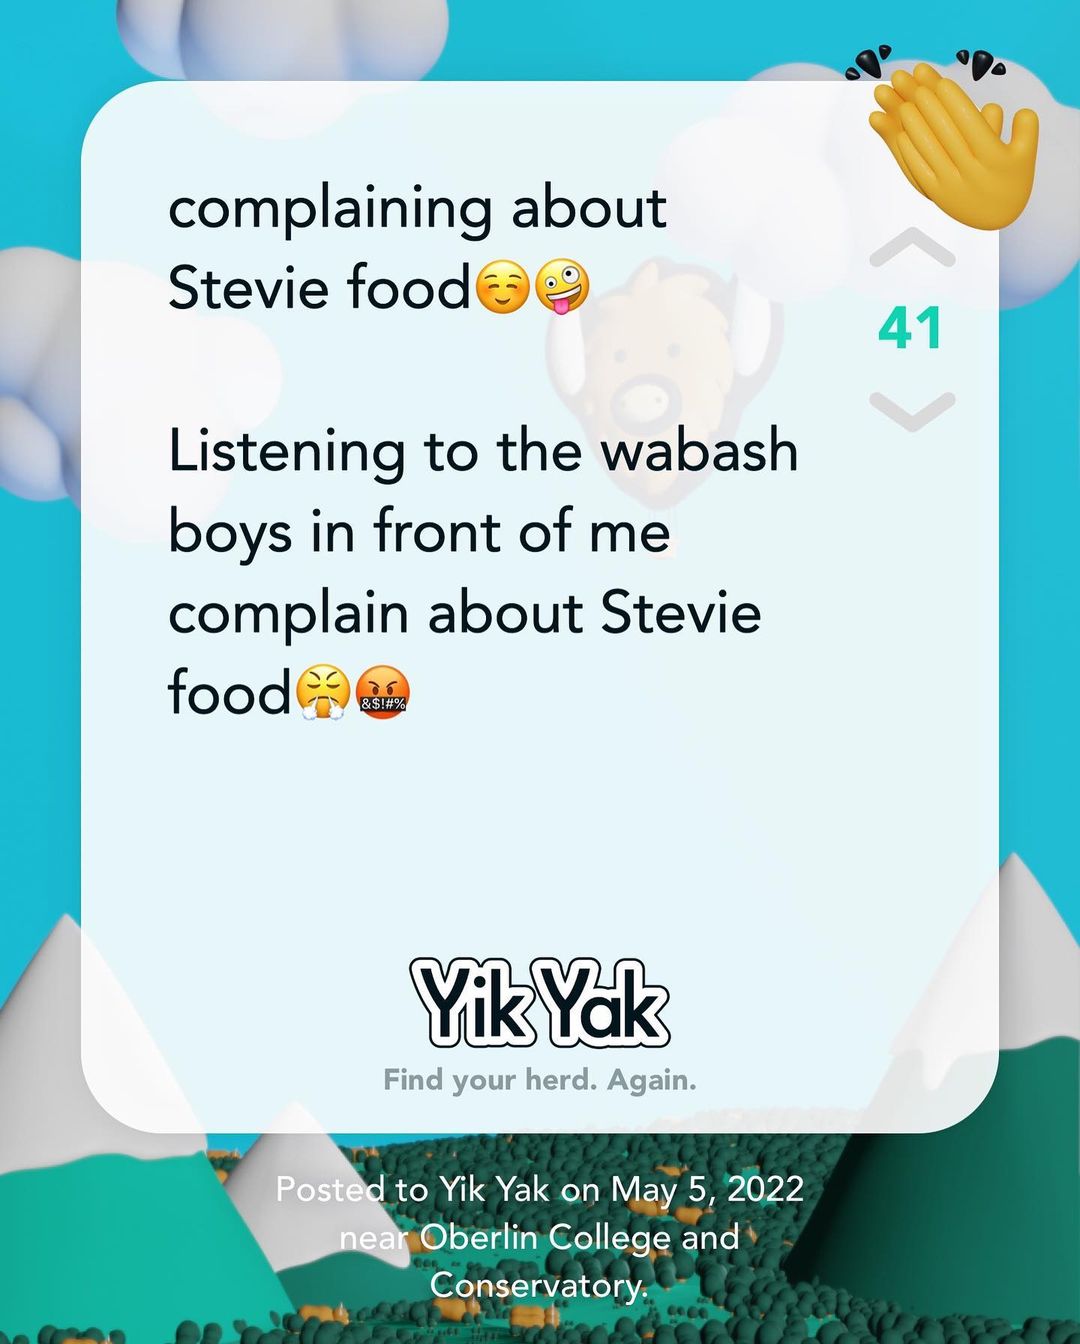 complaining about
Stevie food☺️🤪
41
Listening to the wabash
boys in front of me
complain about Stevie
food😤🤬
&$!#%
Yik Yak
Find your herd. Again.
Posted to Yik Yak on May 5, 2022
near Oberlin College and
Conservatory.